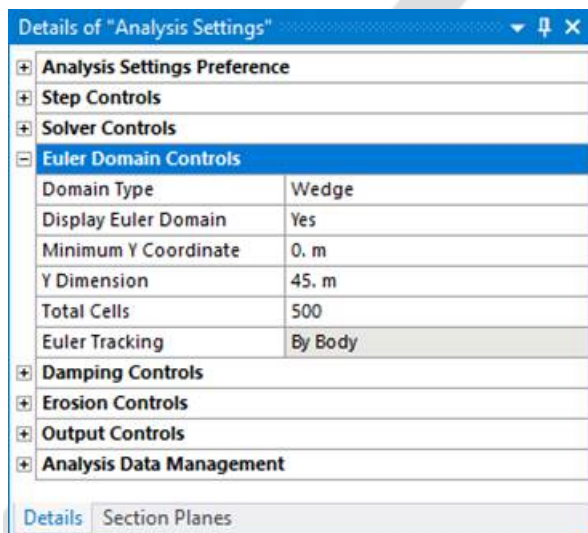 Details of "Analysis Settings"
Analysis Settings Preference
Step Controls
Solver Controls
Euler Domain Controls
Domain Type Wedge
Display Euler Domain Yes
Minimum Y Coordinate 0. m
Y Dimension 45. m
Total Cells 500
Euler Tracking By Body
Damping Controls
Erosion Controls
Output Controls
Analysis Data Management
Details Section Planes